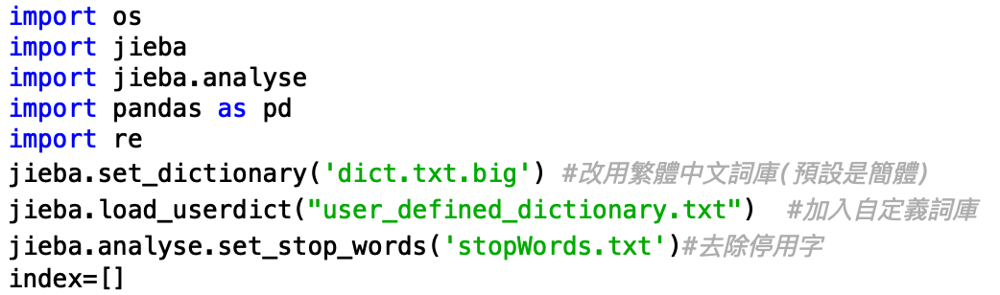 import os
import jieba
import jieba.analyse
import pandas as pd
import re
jieba.set_dictionary('dict.txt.big') #改用繁體中文詞庫(預設是簡體)
jieba.load_userdict("user_defined_dictionary.txt")  #加入自定義詞庫
jieba.analyse.set_stop_words('stopWords.txt')#去除停用字
index=[]